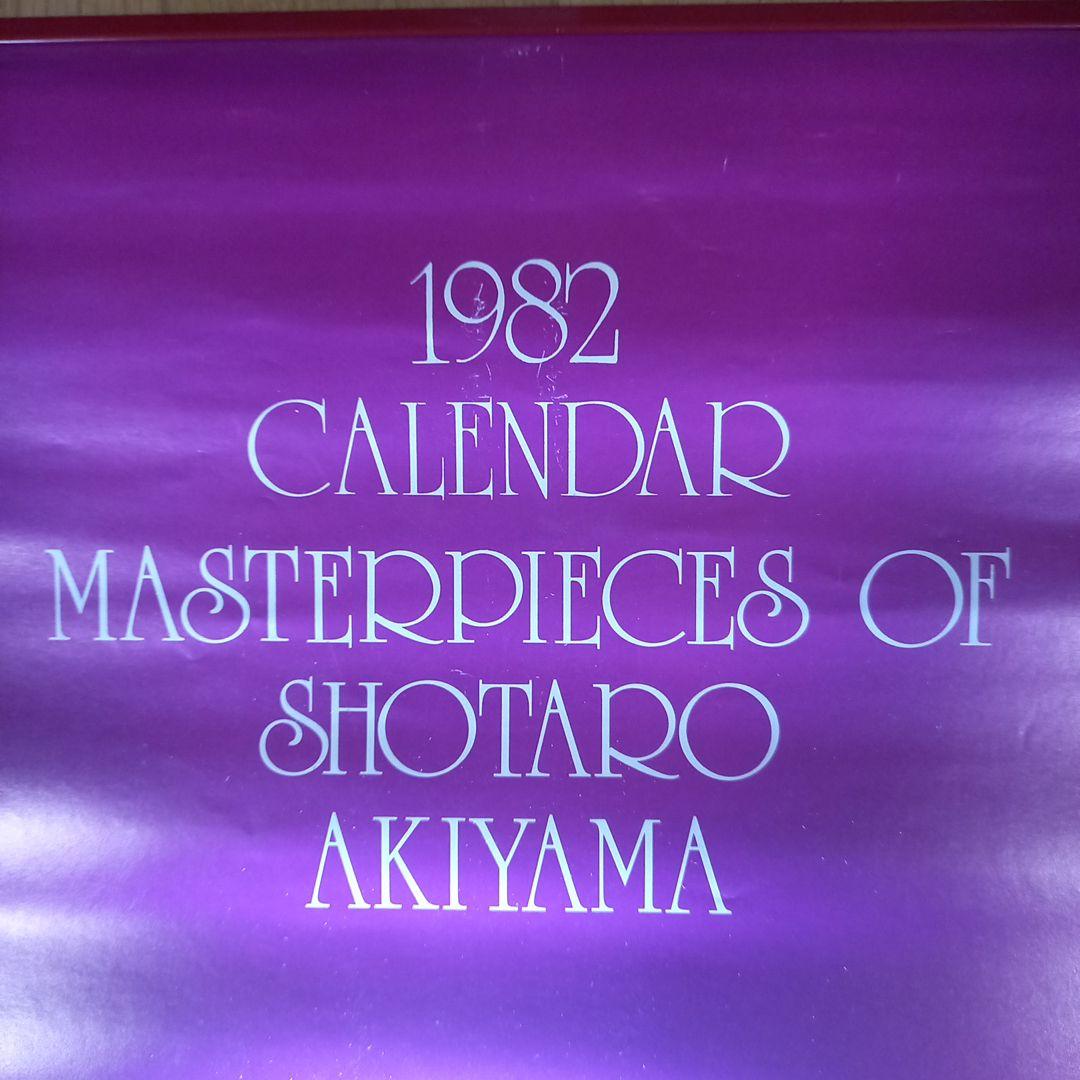 1982
CALENDAR
MASTERPIECES OF
SHOTARO
AKIYAMA